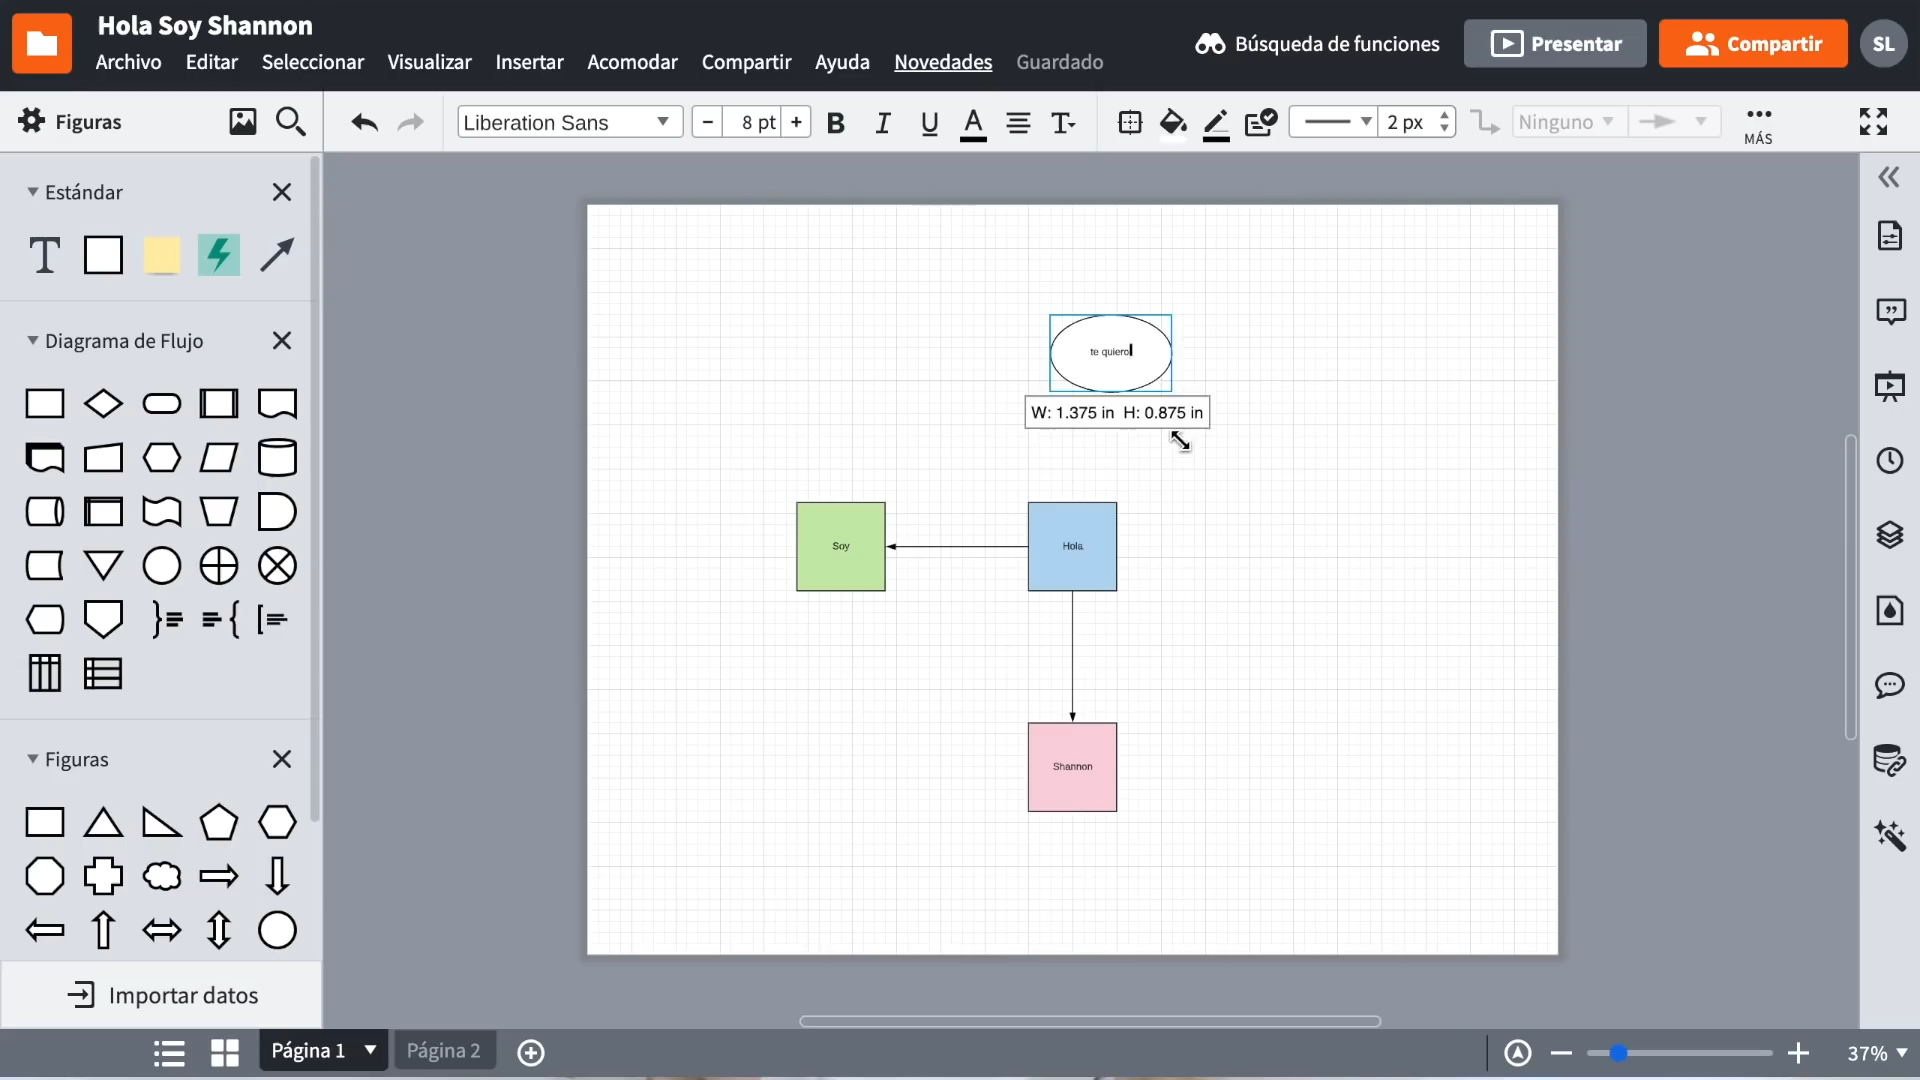 Hola Soy Shannon
Archivo Editar Seleccionar Visualizar Insertar Acomodar Compartir Ayuda Novedades Guardado
Búsqueda de funciones
Presentar
Compartir
SL
Figuras
Liberation Sans
− 8 pt +
B I U A T
2 px
Ninguno
MÁS
Estándar
T
Diagrama de Flujo
Figuras
Importar datos
te quiero
W: 1.375 in H: 0.875 in
Soy
Hola
Shannon
Página 1
Página 2
37%